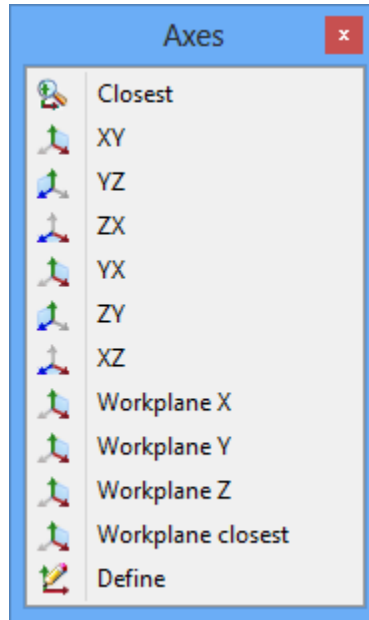 Axes
x
Closest
XY
YZ
ZX
YX
ZY
XZ
Workplane X
Workplane Y
Workplane Z
Workplane closest
Define